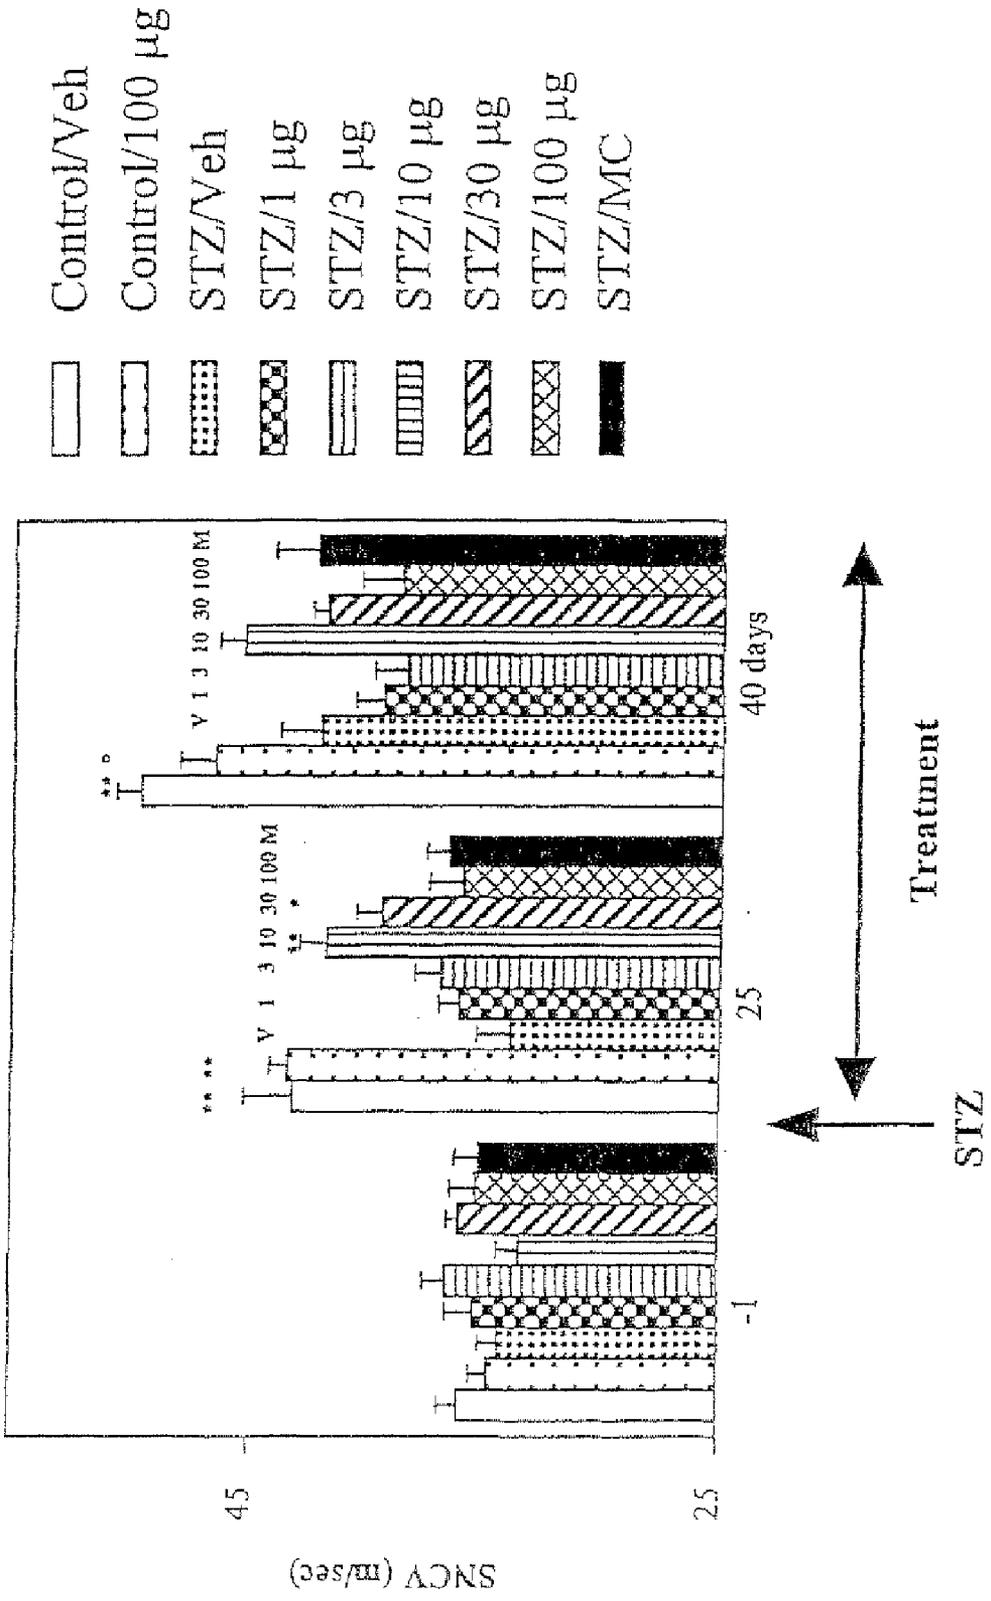 Control/Veh
Control/100 µg
STZ/Veh
STZ/1 µg
STZ/3 µg
STZ/10 µg
STZ/30 µg
STZ/100 µg
STZ/MC
SNCV (m/sec)
45
25
** **
V 1 3 10 30 100 M
** *
** °
V 1 3 10 30 100 M
-1
25
40 days
STZ
Treatment